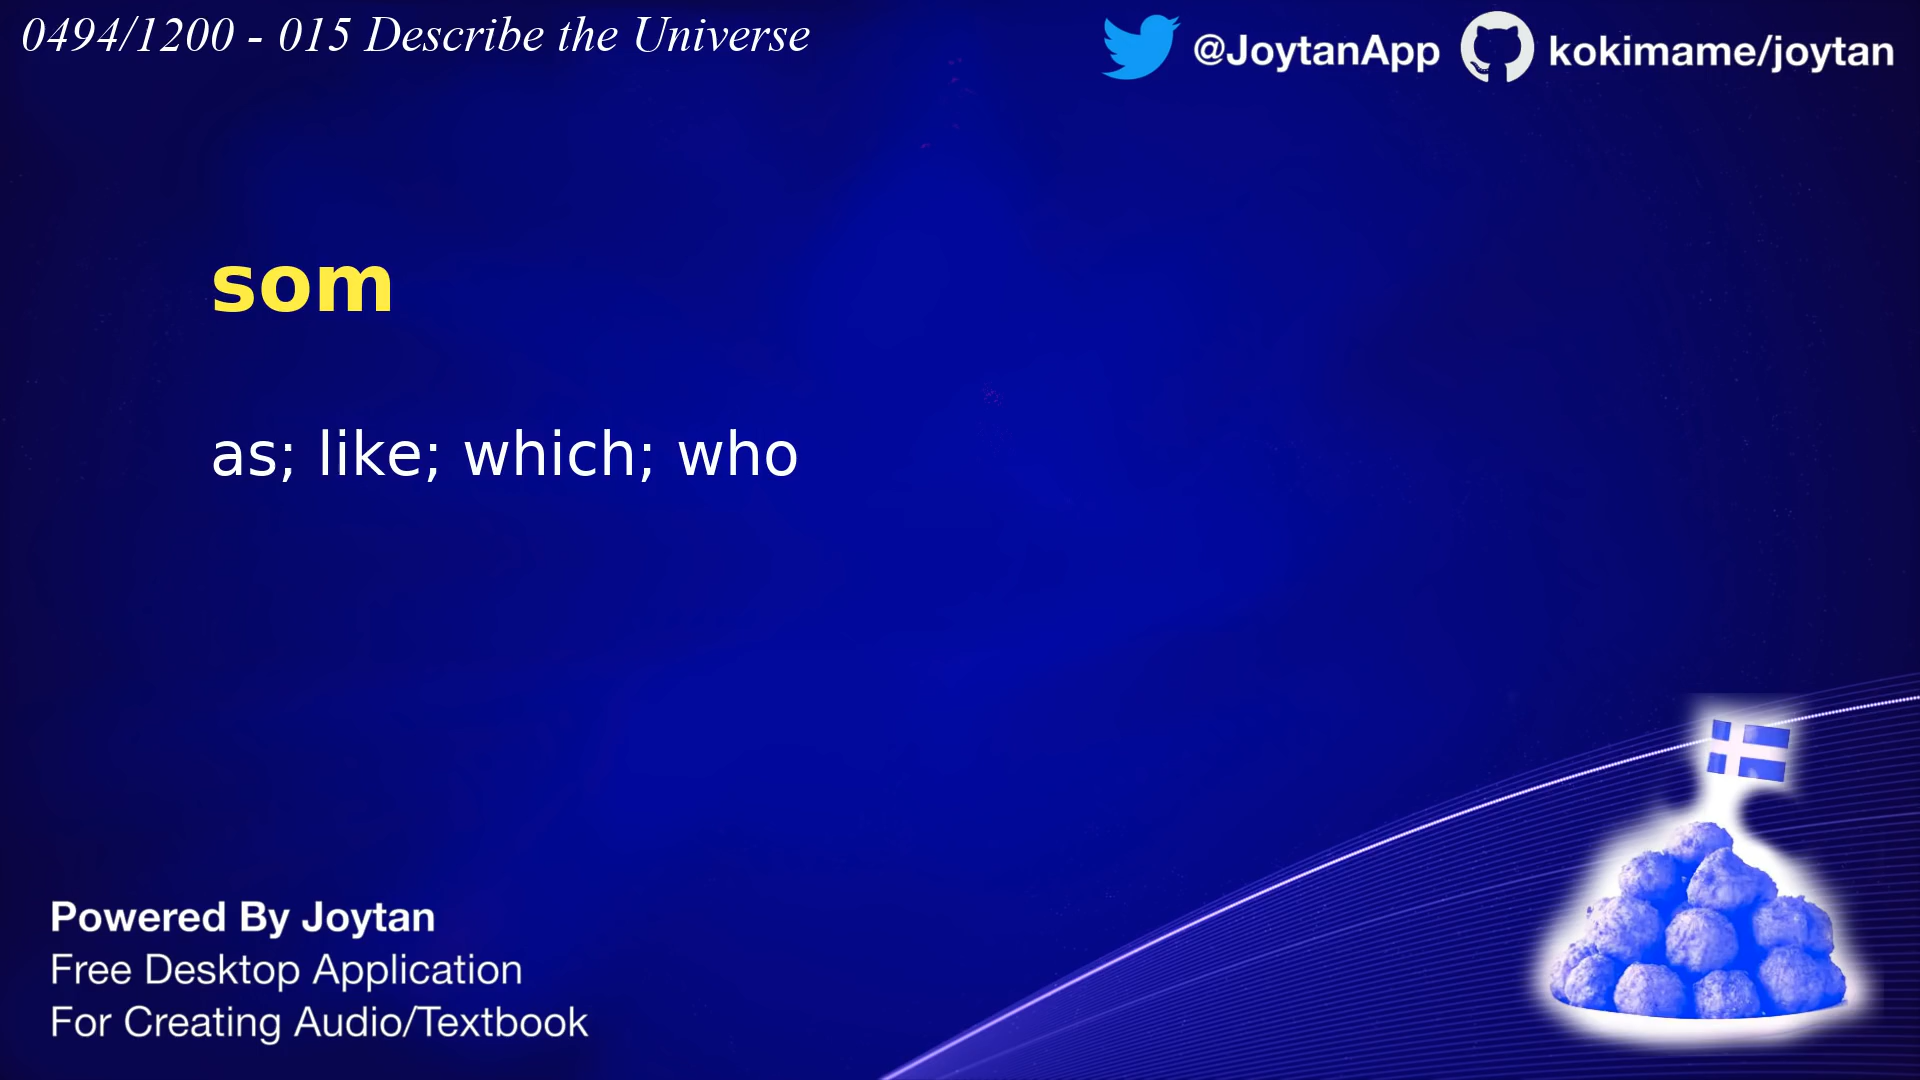 0494/1200 - 015 Describe the Universe
@JoytanApp
kokimame/joytan
som
as; like; which; who
Powered By Joytan
Free Desktop Application
For Creating Audio/Textbook